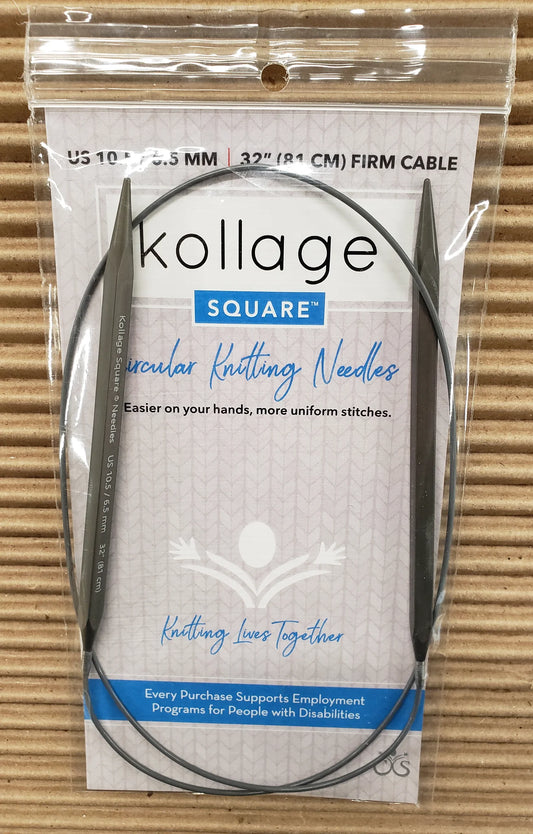 US 10.5 / 6.5 MM | 32" (81 CM) FIRM CABLE
kollage
SQUARE™
Circular Knitting Needles
Easier on your hands, more uniform stitches.
Kollage Square ® Needles US 10.5 / 6.5 mm 32" (81 cm)
Knitting Lives Together
Every Purchase Supports Employment
Programs for People with Disabilities